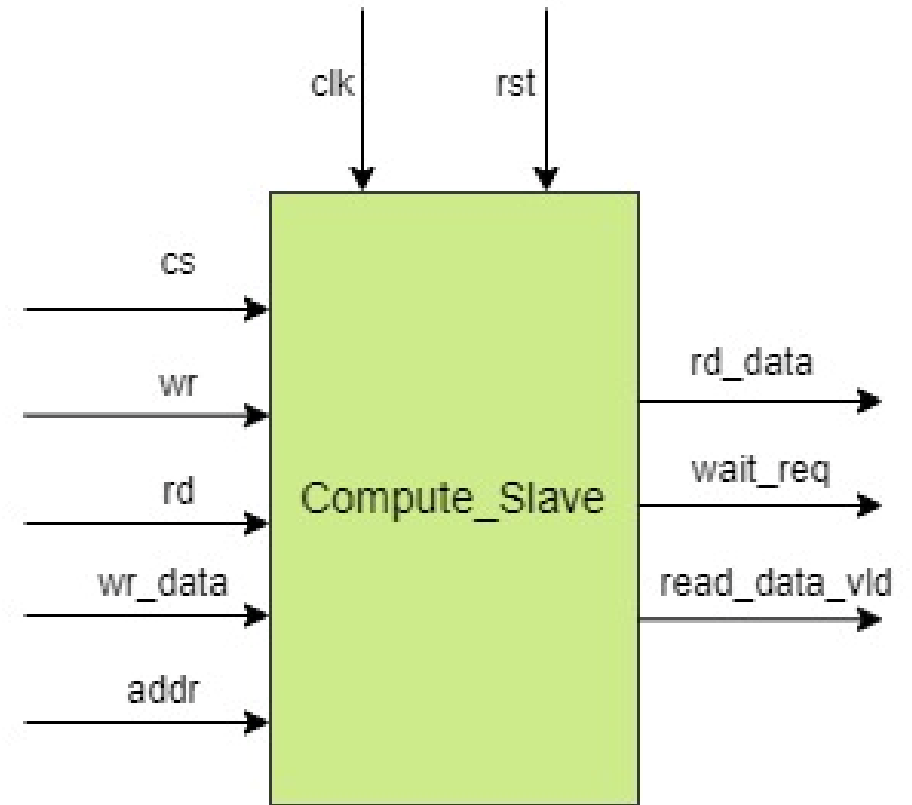 clk
rst
cs
wr
rd
wr_data
addr
Compute_Slave
rd_data
wait_req
read_data_vld